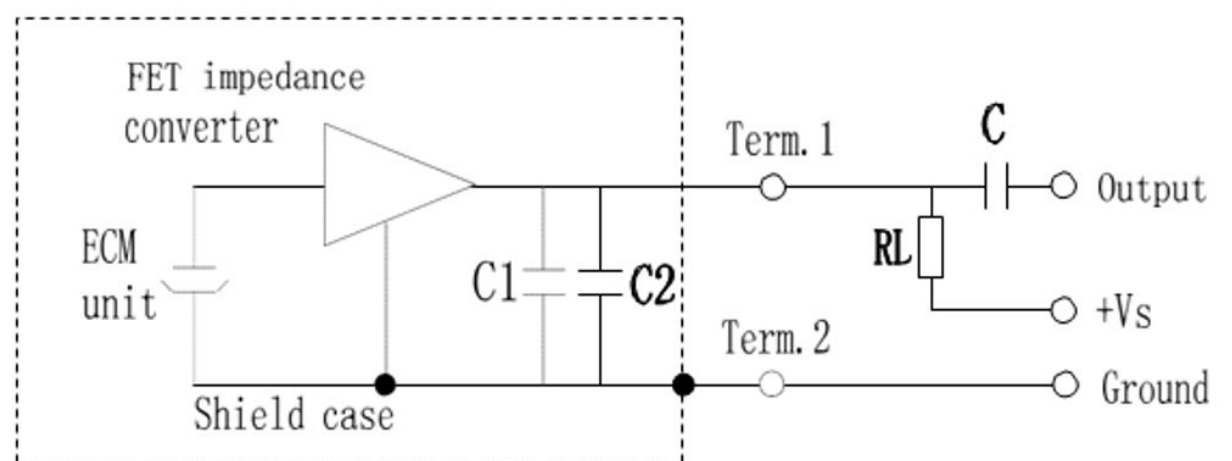 FET impedance
converter
Term. 1
C
Output
ECM
unit
C1
C2
RL
+Vs
Term. 2
Ground
Shield case